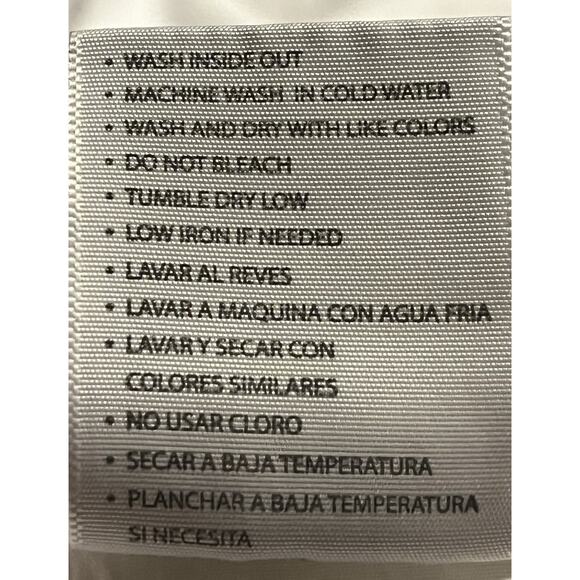 • WASH INSIDE OUT
• MACHINE WASH IN COLD WATER
• WASH AND DRY WITH LIKE COLORS
• DO NOT BLEACH
• TUMBLE DRY LOW
• LOW IRON IF NEEDED
• LAVAR AL REVES
• LAVAR A MAQUINA CON AGUA FRIA
• LAVAR Y SECAR CON
COLORES SIMILARES
• NO USAR CLORO
• SECAR A BAJA TEMPERATURA
• PLANCHAR A BAJA TEMPERATURA
SI NECESITA